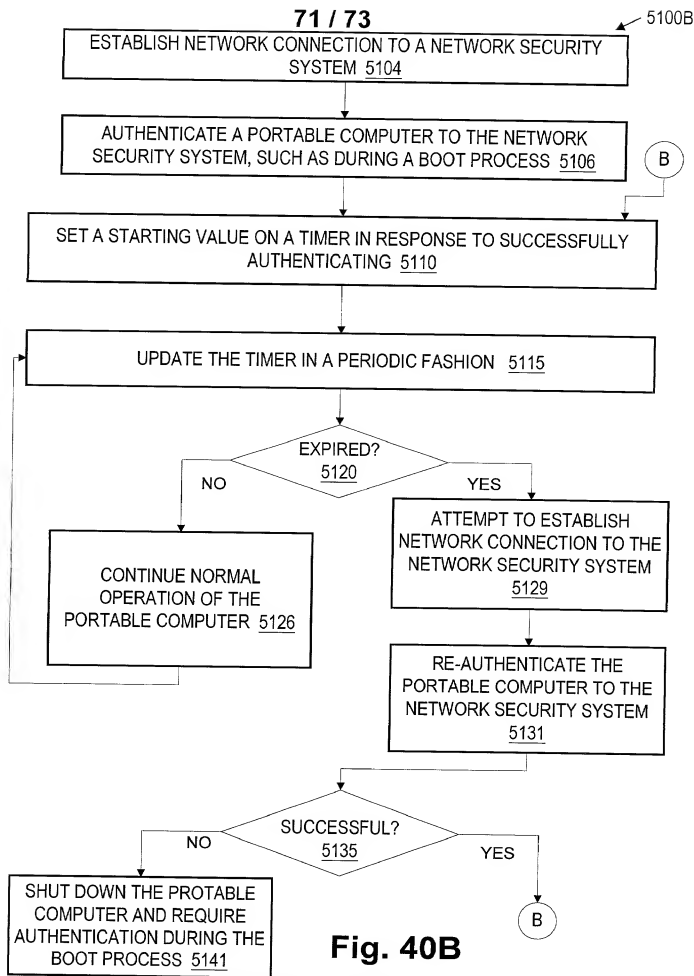 71 / 73
5100B
ESTABLISH NETWORK CONNECTION TO A NETWORK SECURITY
SYSTEM 5104
AUTHENTICATE A PORTABLE COMPUTER TO THE NETWORK
SECURITY SYSTEM, SUCH AS DURING A BOOT PROCESS 5106
B
SET A STARTING VALUE ON A TIMER IN RESPONSE TO SUCCESSFULLY
AUTHENTICATING 5110
UPDATE THE TIMER IN A PERIODIC FASHION 5115
EXPIRED?
5120
NO
YES
CONTINUE NORMAL
OPERATION OF THE
PORTABLE COMPUTER 5126
ATTEMPT TO ESTABLISH
NETWORK CONNECTION TO THE
NETWORK SECURITY SYSTEM
5129
RE-AUTHENTICATE THE
PORTABLE COMPUTER TO THE
NETWORK SECURITY SYSTEM
5131
SUCCESSFUL?
5135
NO
YES
SHUT DOWN THE PROTABLE
COMPUTER AND REQUIRE
AUTHENTICATION DURING THE
BOOT PROCESS 5141
B
Fig. 40B